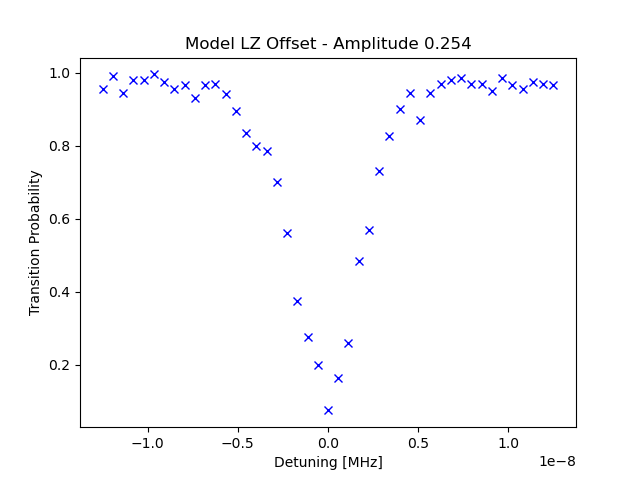 Model LZ Offset - Amplitude 0.254
1.0
0.8
0.6
0.4
0.2
Transition Probability
−1.0 −0.5 0.0 0.5 1.0
1e−8
Detuning [MHz]